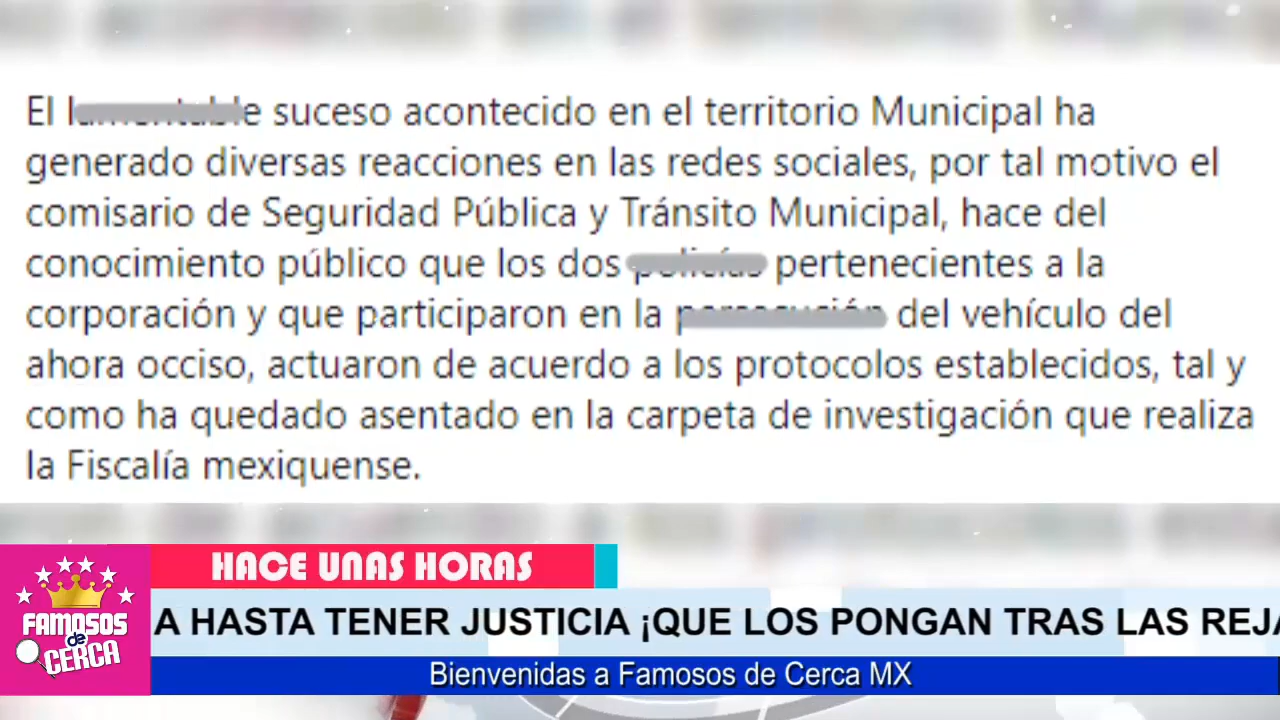 El lamentable suceso acontecido en el territorio Municipal ha
generado diversas reacciones en las redes sociales, por tal motivo el
comisario de Seguridad Pública y Tránsito Municipal, hace del
conocimiento público que los dos policías pertenecientes a la
corporación y que participaron en la persecución del vehículo del
ahora occiso, actuaron de acuerdo a los protocolos establecidos, tal y
como ha quedado asentado en la carpeta de investigación que realiza
la Fiscalía mexiquense.
HACE UNAS HORAS
A HASTA TENER JUSTICIA ¡QUE LOS PONGAN TRAS LAS REJA
FAMOSOS
de
CERCA
Bienvenidas a Famosos de Cerca MX